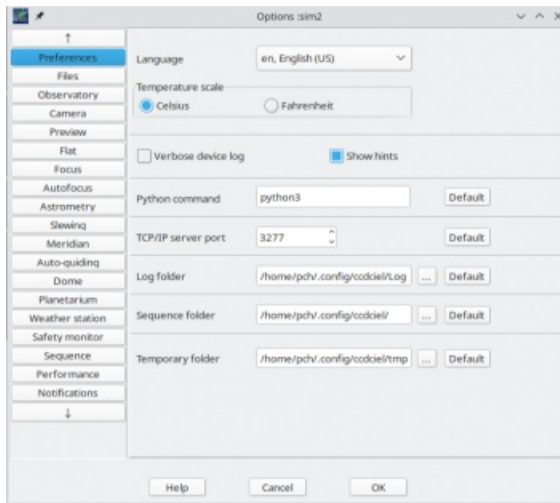 Options :sim2
↑
Preferences
Files
Observatory
Camera
Preview
Flat
Focus
Autofocus
Astrometry
Slewing
Meridian
Auto-guiding
Dome
Planetarium
Weather station
Safety monitor
Sequence
Performance
Notifications
↓
Language en, English (US)
Temperature scale
Celsius Fahrenheit
Verbose device log Show hints
Python command python3 Default
TCP/IP server port 3277 Default
Log folder /home/pch/.config/ccdciel/Log ... Default
Sequence folder /home/pch/.config/ccdciel/ ... Default
Temporary folder /home/pch/.config/ccdciel/tmp ... Default
Help Cancel OK